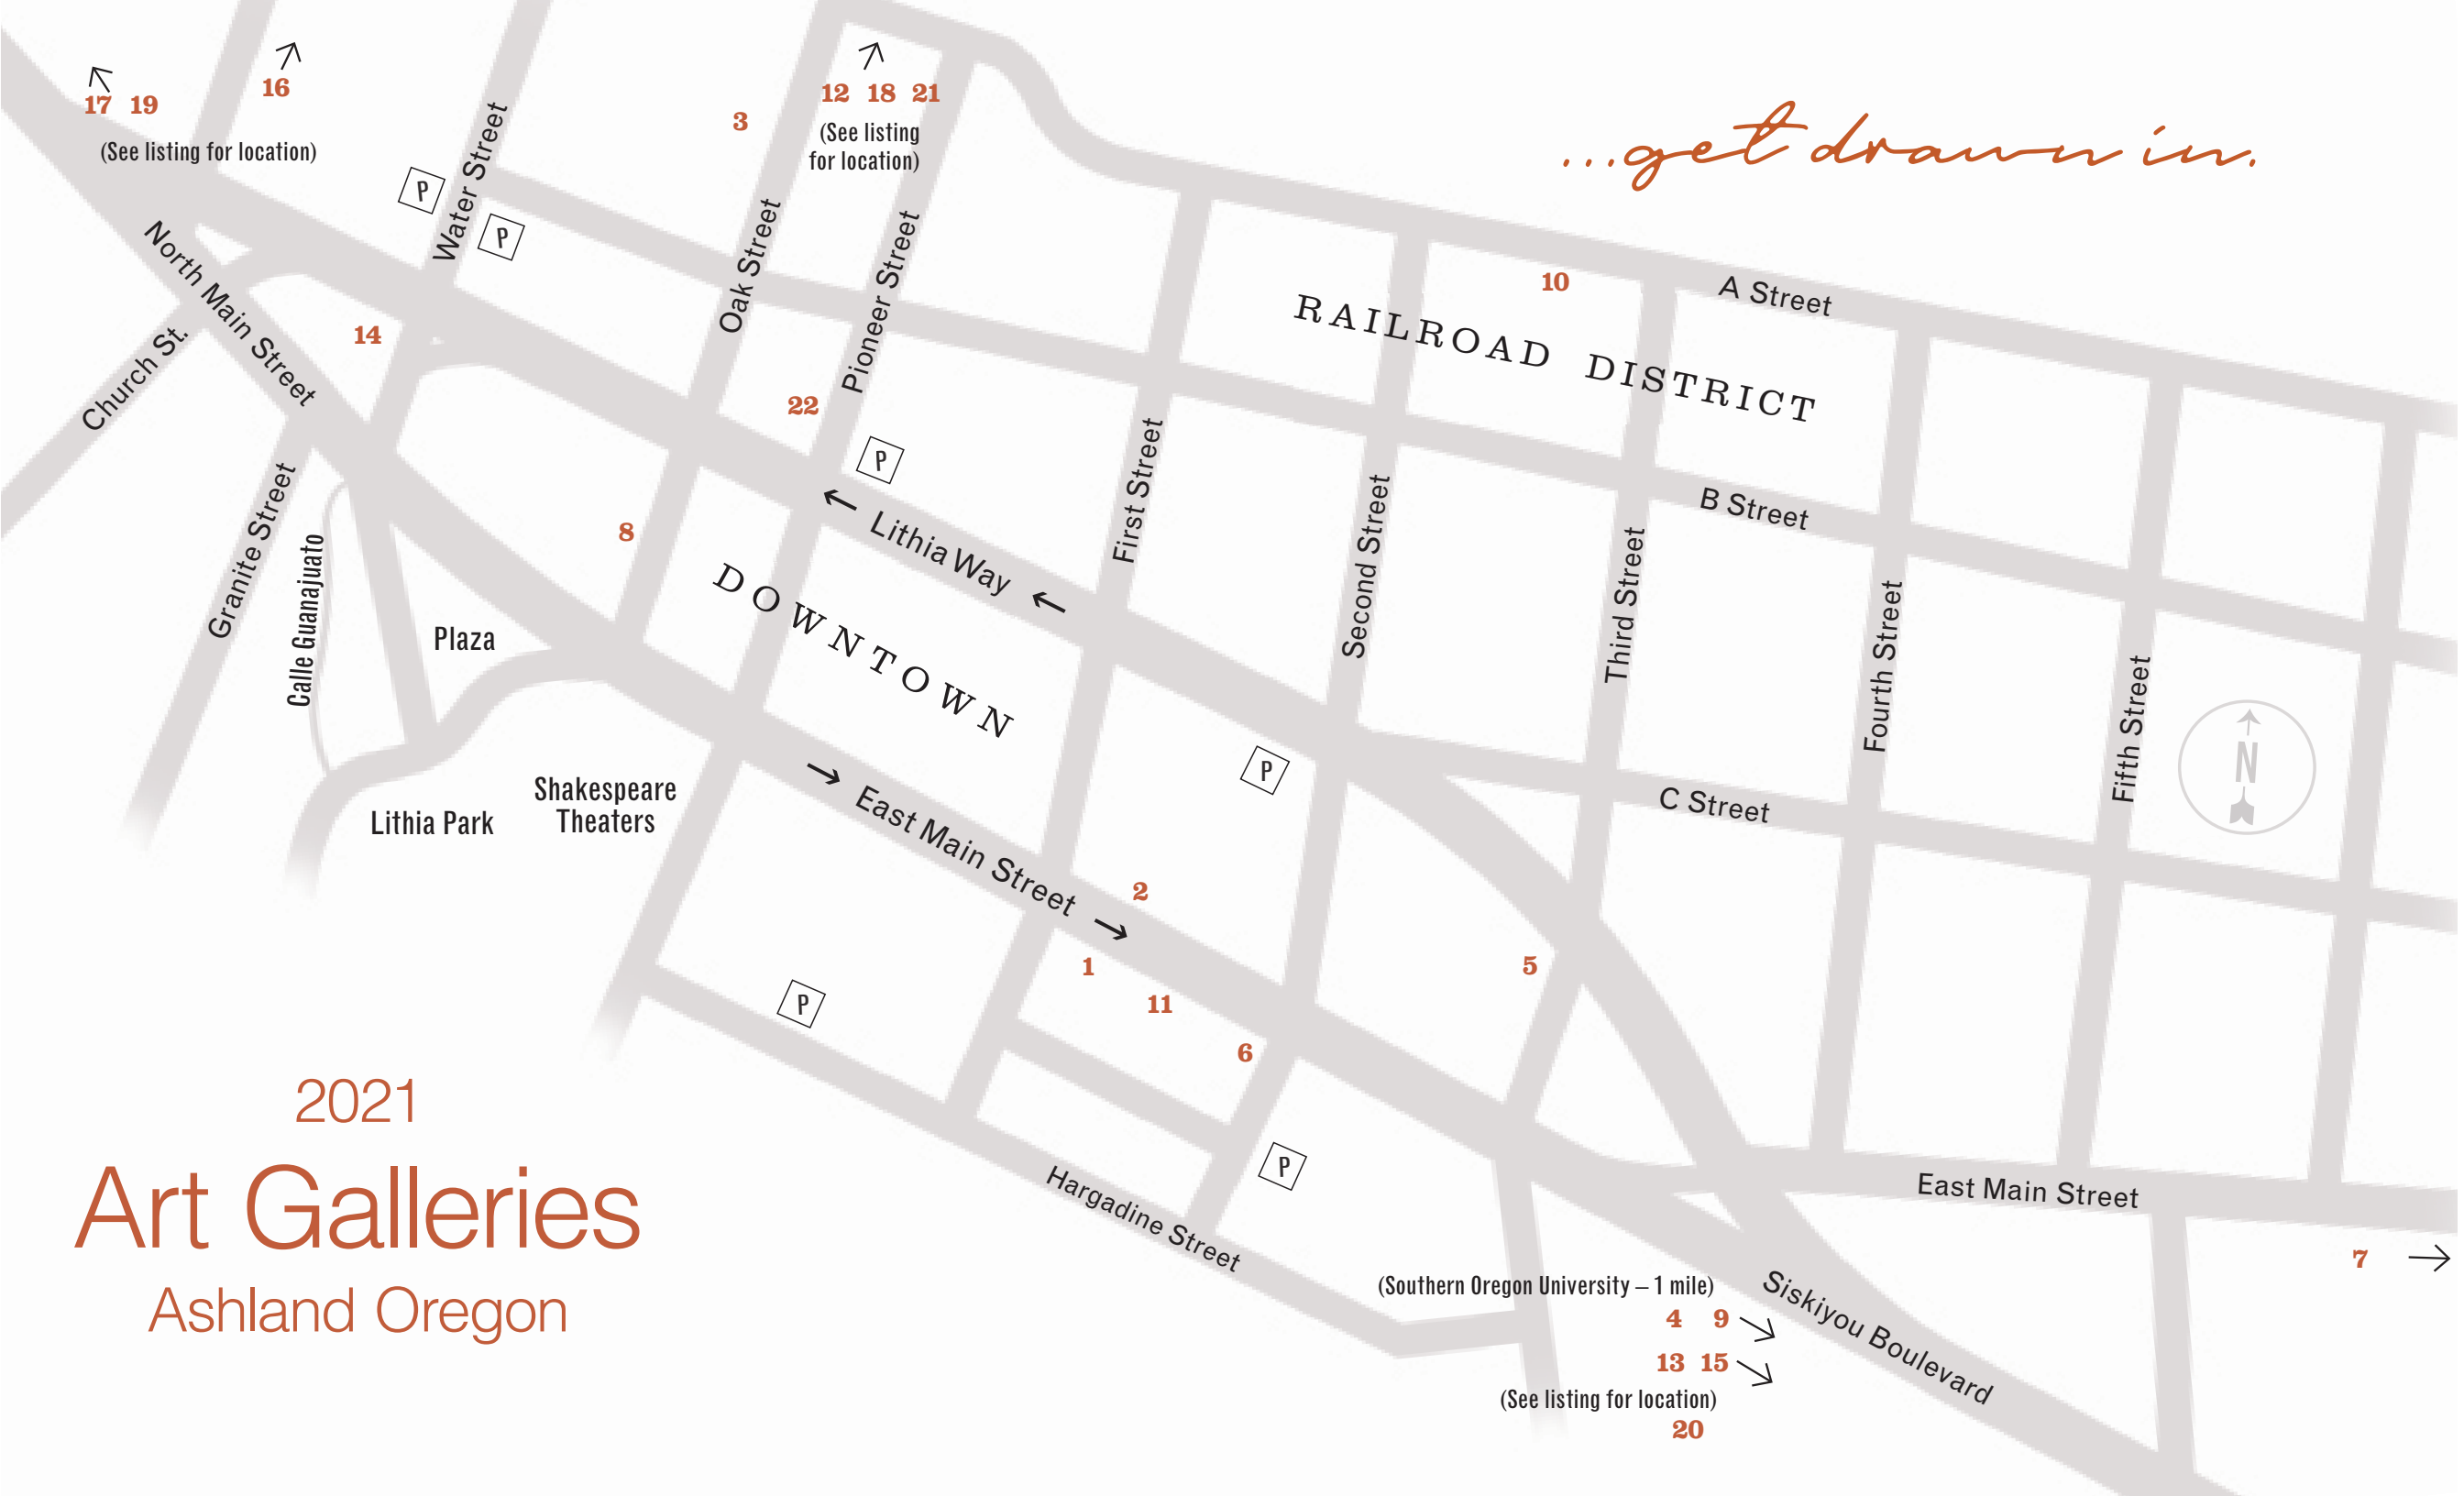 17 19
16
(See listing for location)
P
Water Street
P
3
12 18 21
(See listing
for location)
...get drawn in.
North Main Street
Church St.
14
Oak Street
Pioneer Street
22
P
10
RAILROAD DISTRICT
A Street
B Street
First Street
Second Street
Third Street
Fourth Street
Fifth Street
N
Granite Street
Calle Guanajuato
Plaza
8
Lithia Way
DOWNTOWN
Shakespeare
Theaters
Lithia Park
East Main Street
P
C Street
2
1
11
6
5
P
P
Hargadine Street
East Main Street
7
2021
Art Galleries
Ashland Oregon
(Southern Oregon University – 1 mile)
4 9
13 15
(See listing for location)
20
Siskiyou Boulevard